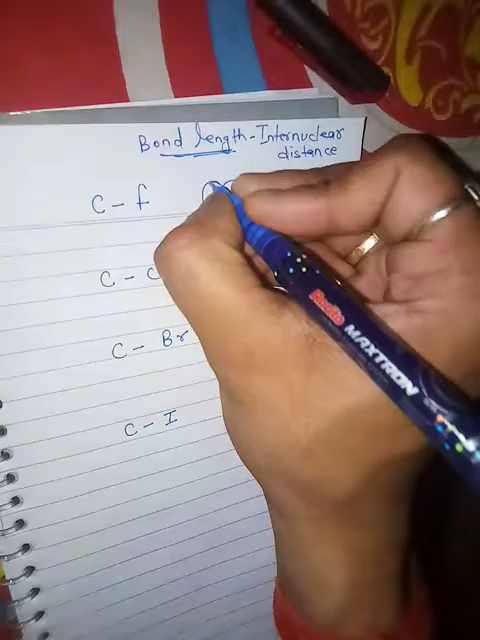 Bond length - Internuclear
distance
C - f
C - C
C - Br
C - I
MAXTRON